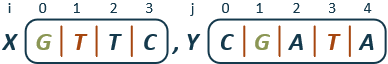 i 0 1 2 3 j 0 1 2 3 4
X G | T | T | C , Y C | G | A | T | A